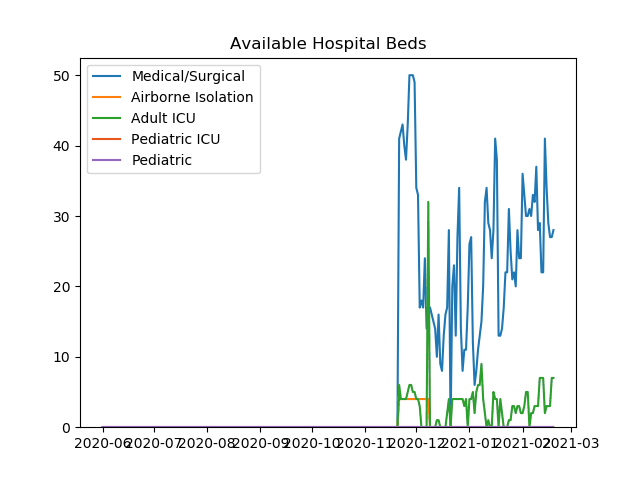 Available Hospital Beds
Medical/Surgical
Airborne Isolation
Adult ICU
Pediatric ICU
Pediatric
50
40
30
20
10
0
2020-06 2020-07 2020-08 2020-09 2020-10 2020-11 2020-12 2021-01 2021-02 2021-03